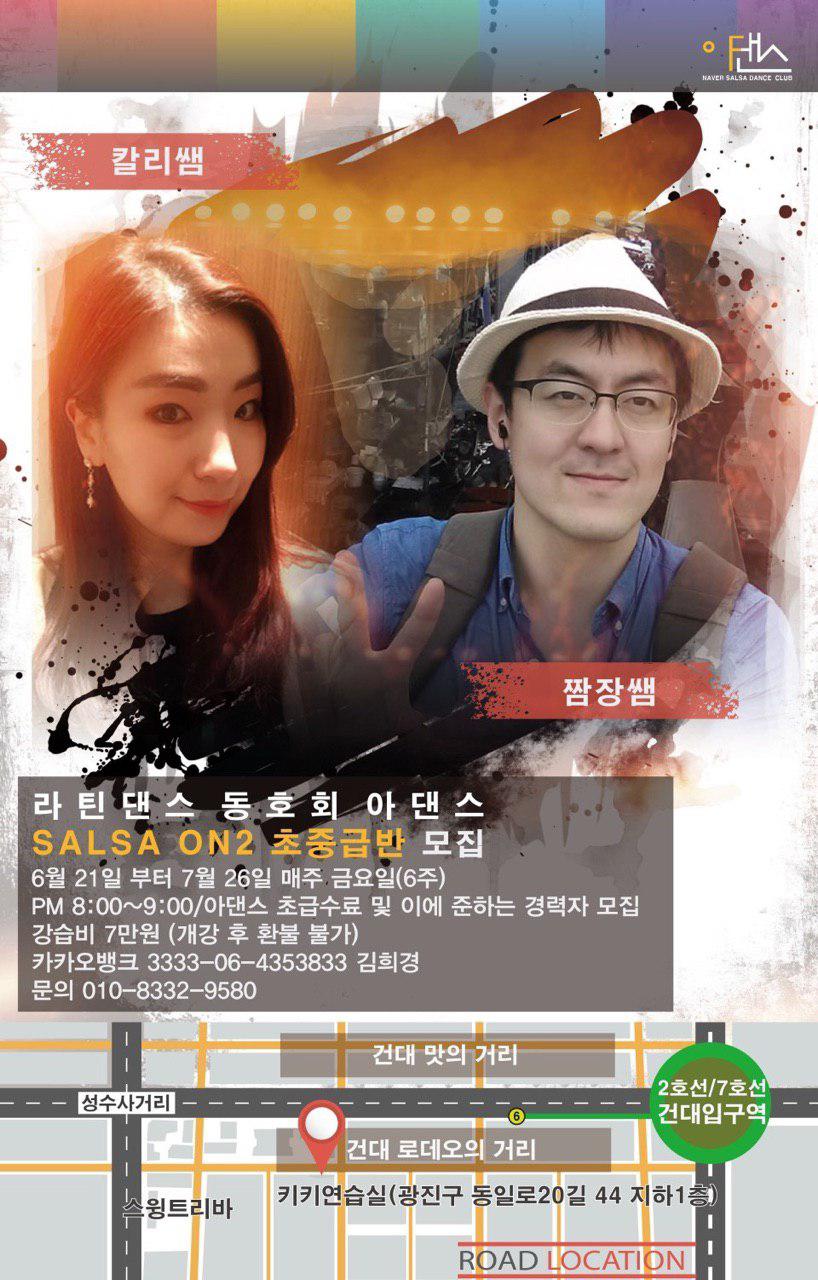 아댄스
NAVER SALSA DANCE CLUB
칼리쌤
짬장쌤
라틴댄스 동호회 아댄스
SALSA ON2 초중급반 모집
6월 21일 부터 7월 26일 매주 금요일(6주)
PM 8:00~9:00/아댄스 초급수료 및 이에 준하는 경력자 모집
강습비 7만원 (개강 후 환불 불가)
카카오뱅크 3333-06-4353833 김희경
문의 010-8332-9580
건대 맛의 거리
2호선/7호선
건대입구역
성수사거리
6
건대 로데오의 거리
키키연습실(광진구 동일로20길 44 지하1층)
스윙트리바
ROAD LOCATION